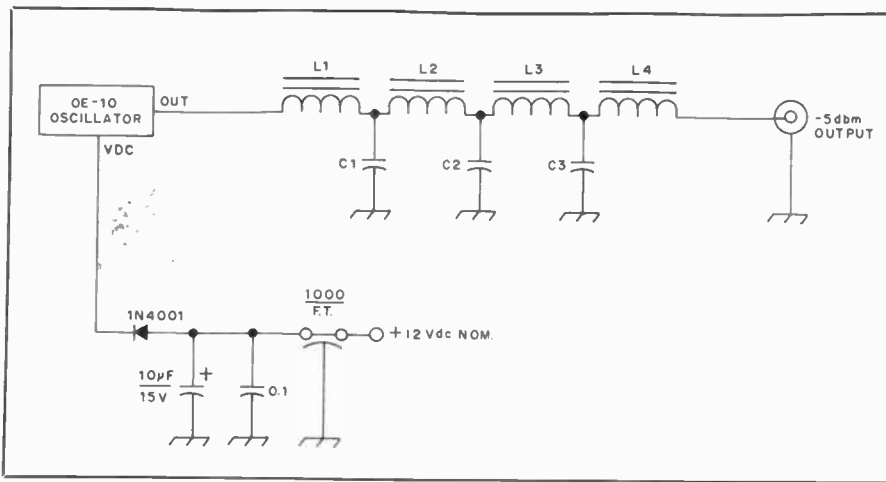 L1
L2
L3
L4
OE-10
OSCILLATOR
OUT
VDC
-5dbm
OUTPUT
C1
C2
C3
1N4001
1000
F.T.
+12 Vdc NOM.
10µF
15V
+
0.1